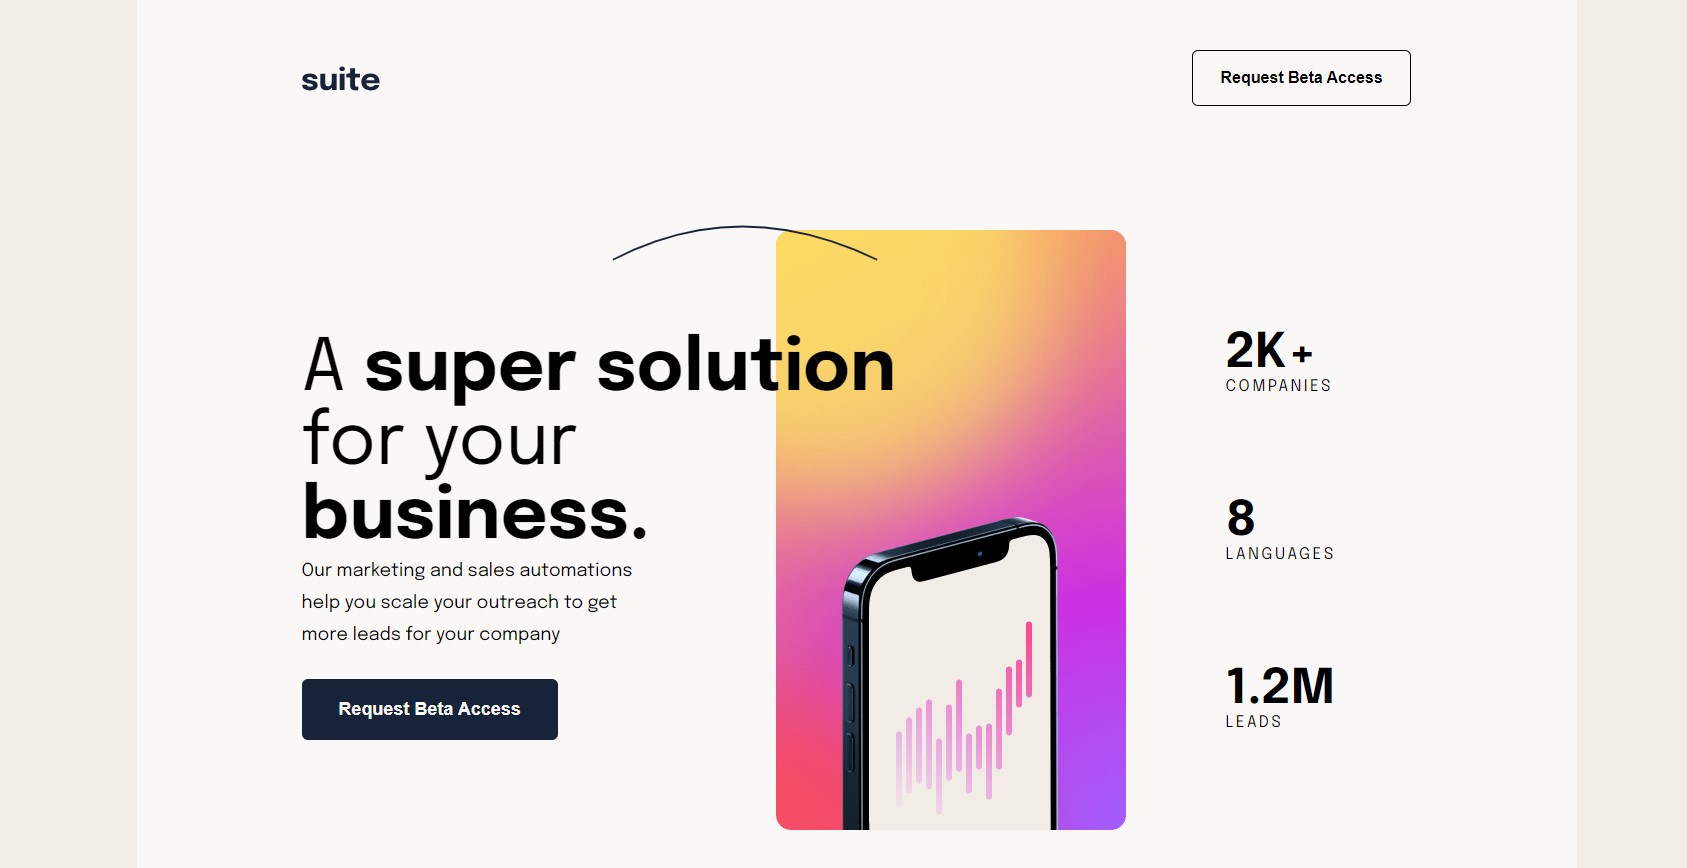 suite
Request Beta Access
A super solution
for your
business.
Our marketing and sales automations
help you scale your outreach to get
more leads for your company
Request Beta Access
2K+
COMPANIES
8
LANGUAGES
1.2M
LEADS